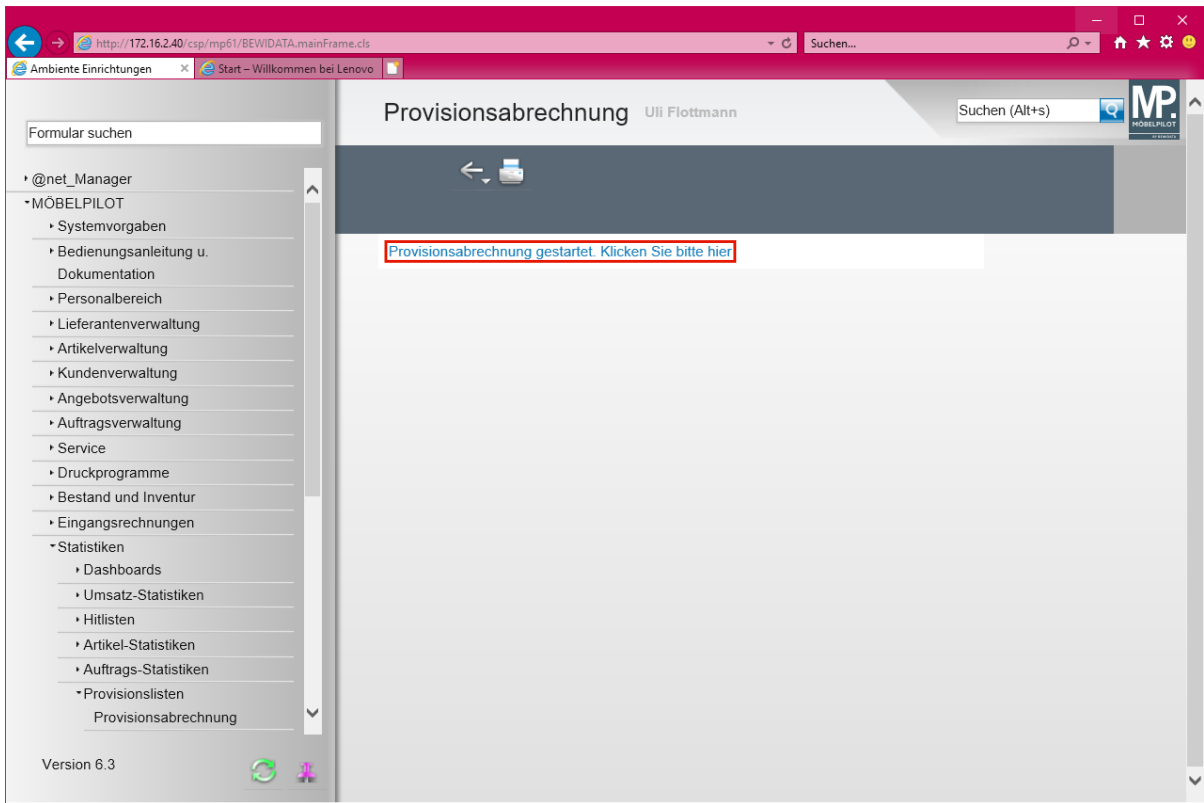 http://172.16.2.40/csp/mp61/BEWIDATA.mainFrame.cls
Suchen...
Ambiente Einrichtungen
Start – Willkommen bei Lenovo
Formular suchen
Provisionsabrechnung Uli Flottmann
Suchen (Alt+s)
MP.
MÖBELPILOT
BY BEWIDATA
@net_Manager
MÖBELPILOT
Systemvorgaben
Bedienungsanleitung u.
Dokumentation
Personalbereich
Lieferantenverwaltung
Artikelverwaltung
Kundenverwaltung
Angebotsverwaltung
Auftragsverwaltung
Service
Druckprogramme
Bestand und Inventur
Eingangsrechnungen
Statistiken
Dashboards
Umsatz-Statistiken
Hitlisten
Artikel-Statistiken
Auftrags-Statistiken
Provisionslisten
Provisionsabrechnung
Version 6.3
Provisionsabrechnung gestartet. Klicken Sie bitte hier